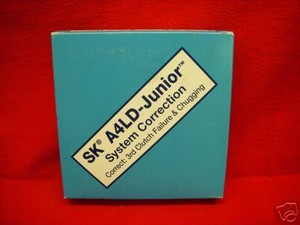 SK® A4LD-Junior™
System Correction
Correct: 3rd Clutch Failure & Chugging